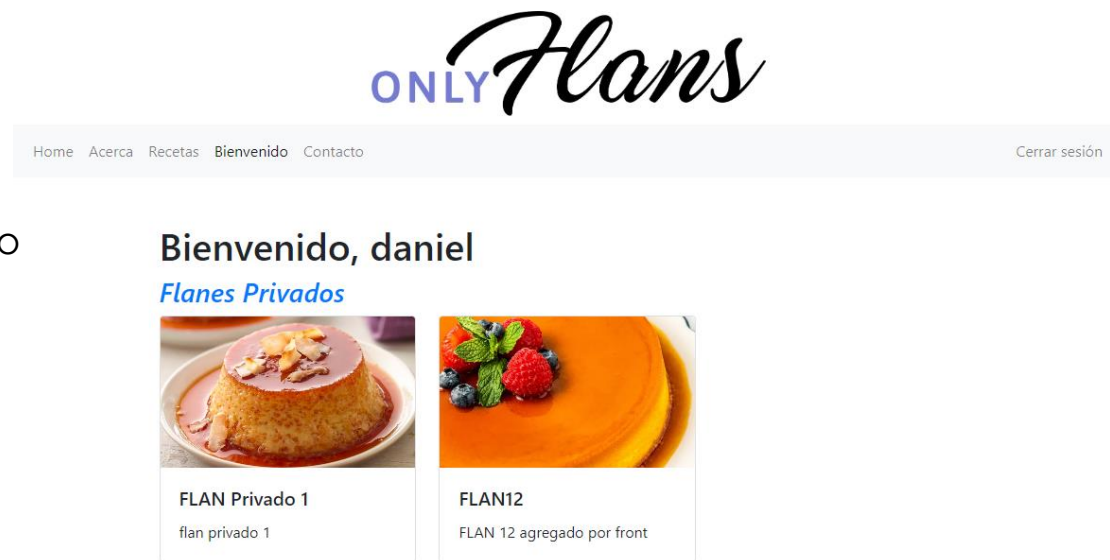 ONLY Flans
Home Acerca Recetas Bienvenido Contacto Cerrar sesión
o
Bienvenido, daniel
Flanes Privados
FLAN Privado 1 FLAN12
flan privado 1 FLAN 12 agregado por front